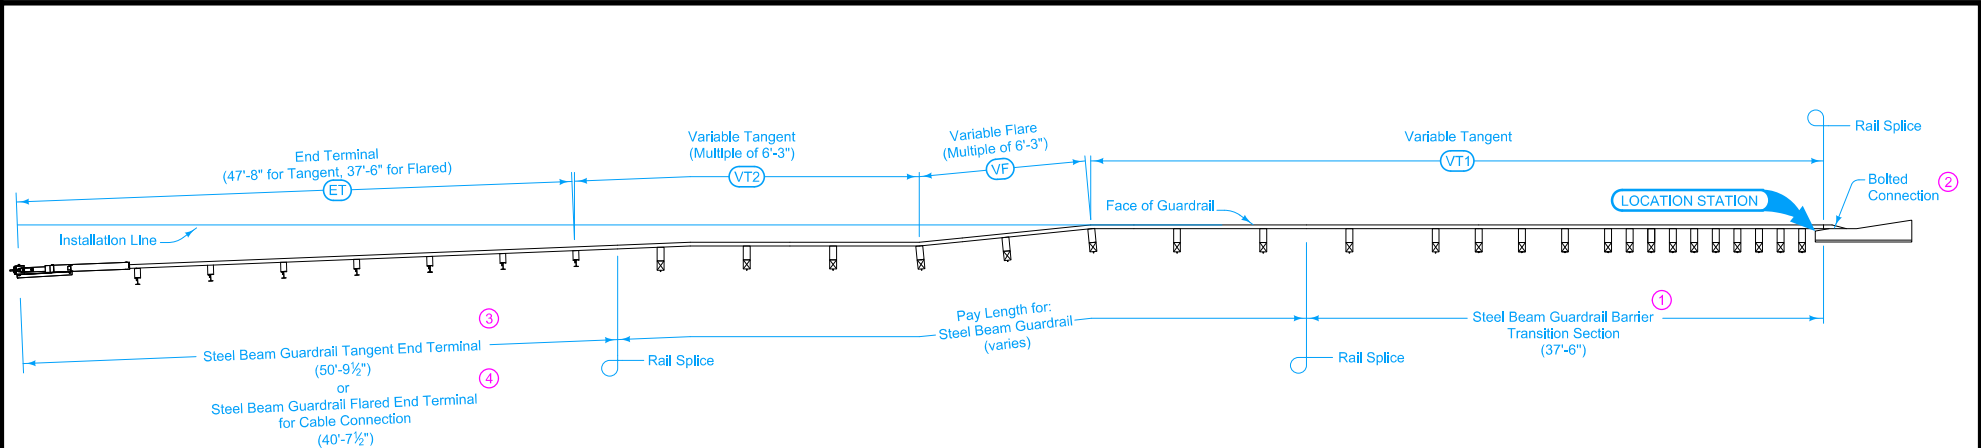 End Terminal
(47'-8" for Tangent, 37'-6" for Flared)
ET
Variable Tangent
(Multiple of 6'-3")
VT2
Variable Flare
(Multiple of 6'-3")
VF
Variable Tangent
VT1
Rail Splice
Bolted
Connection
2
LOCATION STATION
Face of Guardrail
Installation Line
3
Steel Beam Guardrail Tangent End Terminal
(50'-9½")
or
4
Steel Beam Guardrail Flared End Terminal
for Cable Connection
(40'-7½")
Rail Splice
Pay Length for:
Steel Beam Guardrail
(varies)
Rail Splice
1
Steel Beam Guardrail Barrier
Transition Section
(37'-6")